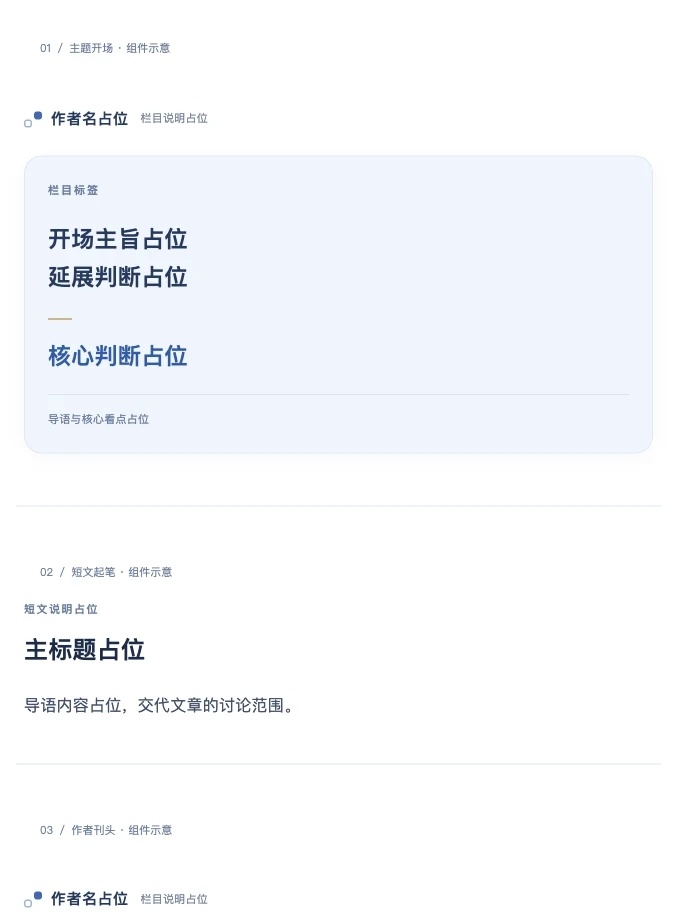 01 / 主题开场 · 组件示意
作者名占位 栏目说明占位
栏目标签
开场主旨占位
延展判断占位
核心判断占位
导语与核心看点占位
02 / 短文起笔 · 组件示意
短文说明占位
主标题占位
导语内容占位，交代文章的讨论范围。
03 / 作者刊头 · 组件示意
作者名占位 栏目说明占位